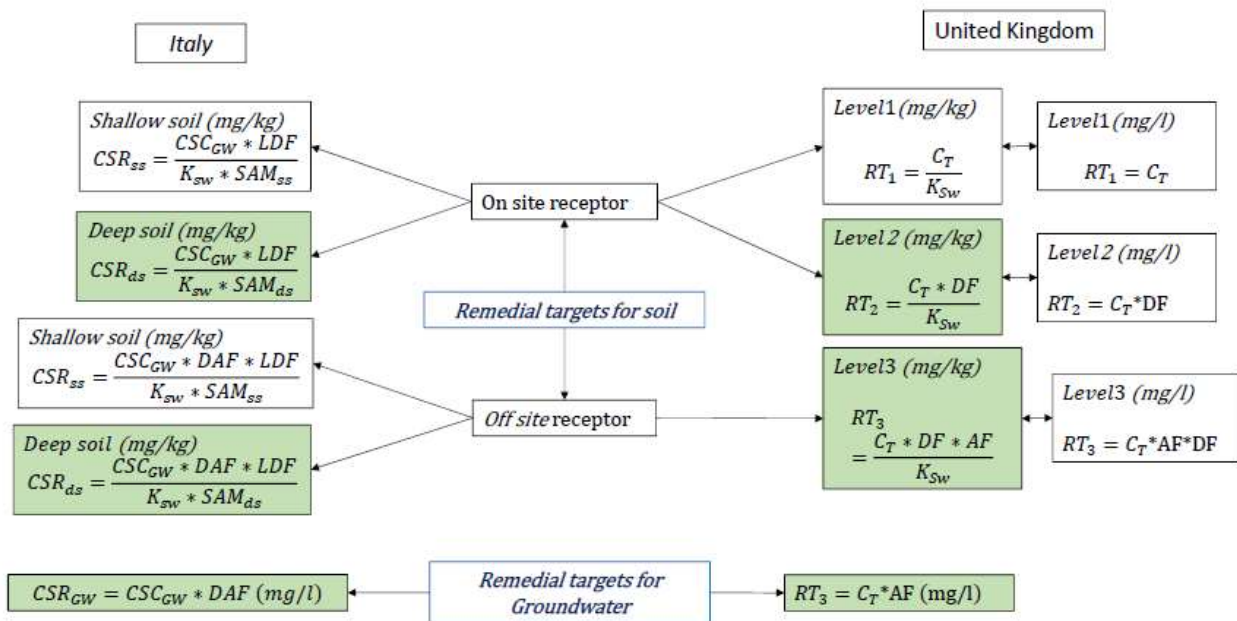 Italy
United Kingdom
Shallow soil (mg/kg)
CSR_ss = (CSC_GW * LDF) / (K_sw * SAM_ss)
Deep soil (mg/kg)
CSR_ds = (CSC_GW * LDF) / (K_sw * SAM_ds)
Shallow soil (mg/kg)
CSR_ss = (CSC_GW * DAF * LDF) / (K_sw * SAM_ss)
Deep soil (mg/kg)
CSR_ds = (CSC_GW * DAF * LDF) / (K_sw * SAM_ds)
On site receptor
Remedial targets for soil
Off site receptor
Level1(mg/kg)
RT_1 = C_T / K_Sw
Level1(mg/l)
RT_1 = C_T
Level2 (mg/kg)
RT_2 = (C_T * DF) / K_Sw
Level2 (mg/l)
RT_2 = C_T*DF
Level3 (mg/kg)
RT_3
= (C_T * DF * AF) / K_Sw
Level3 (mg/l)
RT_3 = C_T*AF*DF
CSR_GW = CSC_GW * DAF (mg/l)
Remedial targets for
Groundwater
RT_3 = C_T*AF (mg/l)